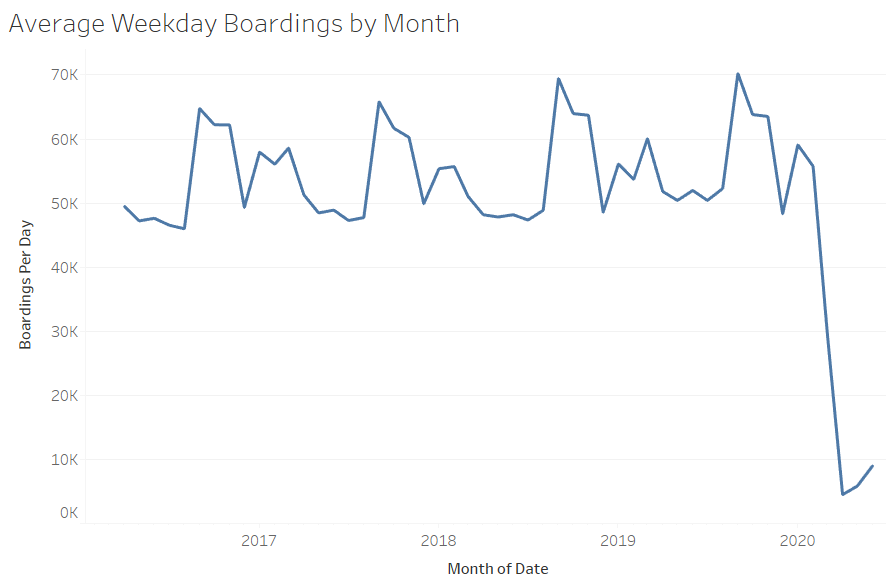 Average Weekday Boardings by Month
70K
60K
50K
40K
30K
20K
10K
0K
Boardings Per Day
2017 2018 2019 2020
Month of Date